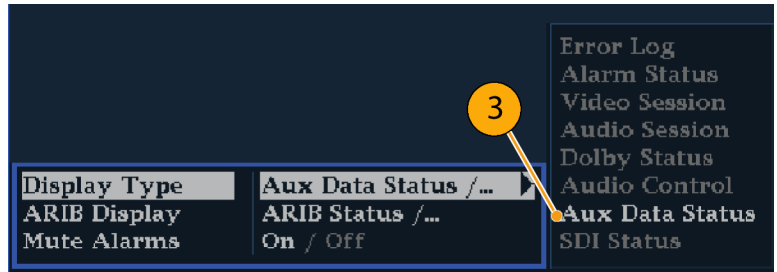 Error Log
Alarm Status
Video Session
3
Audio Session
Dolby Status
Display Type Aux Data Status /... Audio Control
ARIB Display ARIB Status /... Aux Data Status
Mute Alarms On / Off SDI Status